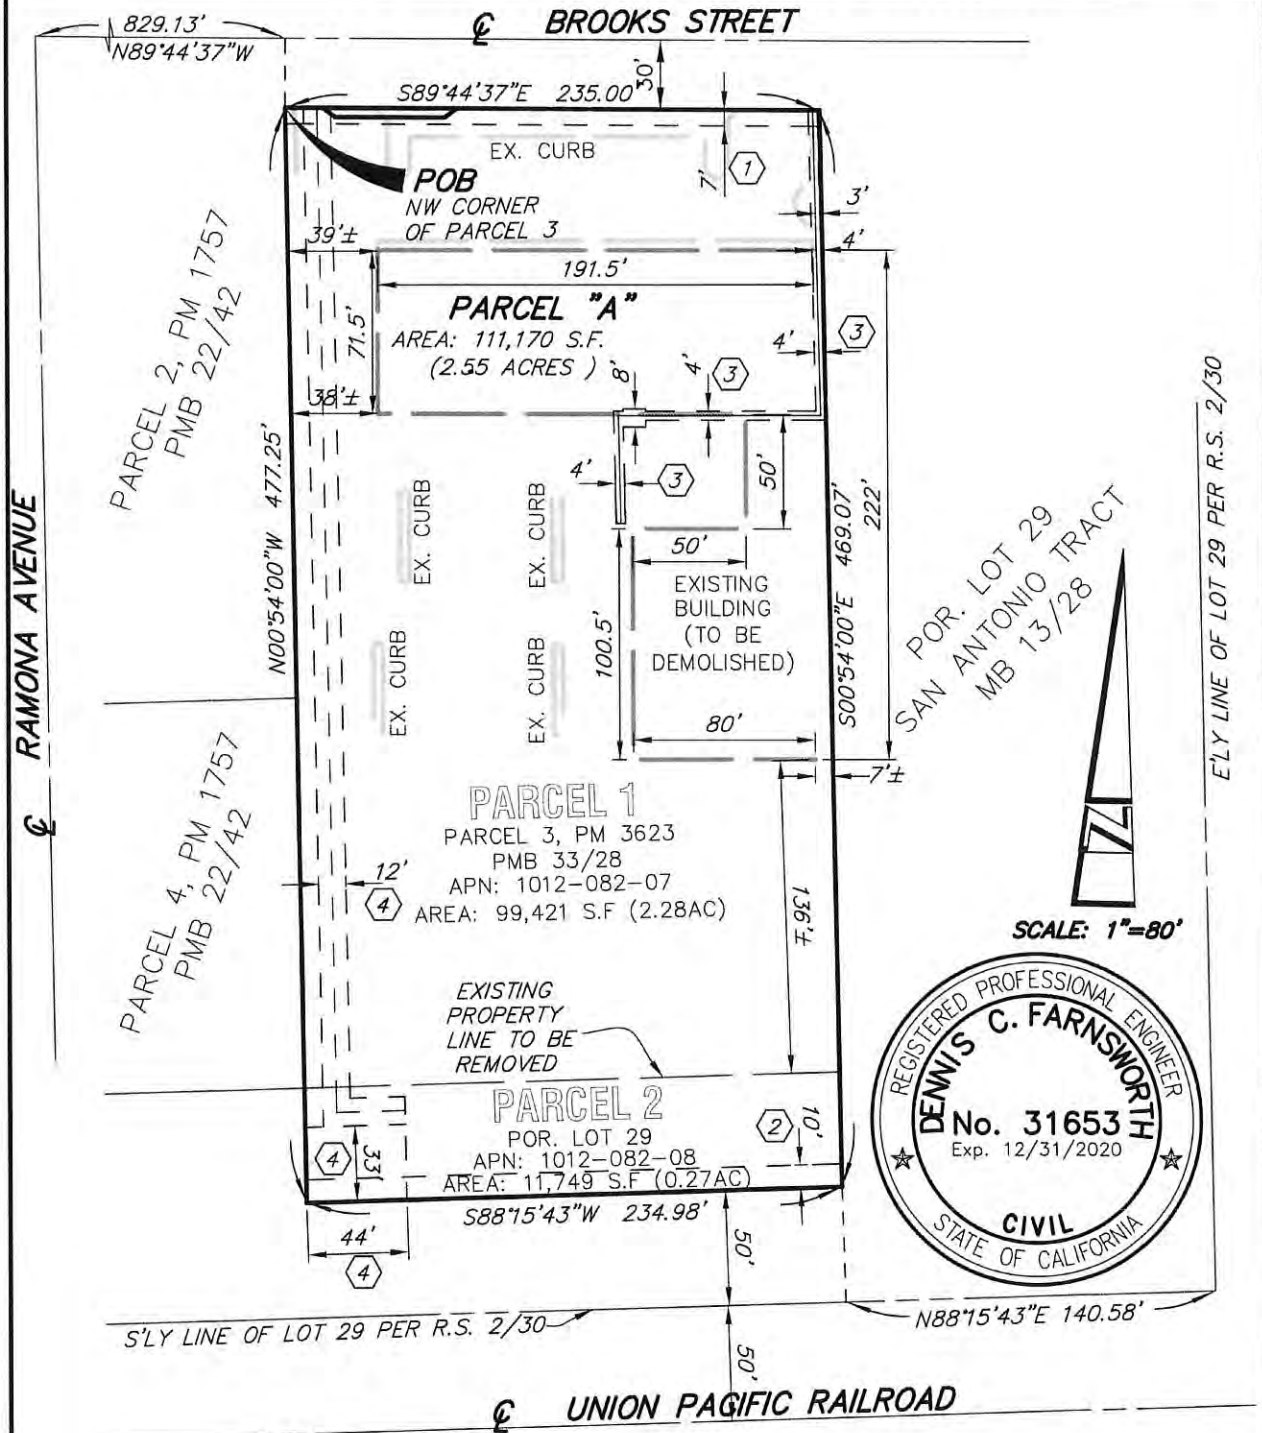 829.13'
N89°44'37"W
℄ BROOKS STREET
30'
S89°44'37"E 235.00'
EX. CURB
7'
1
POB
NW CORNER
OF PARCEL 3
3'
39'±
4'
191.5'
PARCEL "A"
AREA: 111,170 S.F.
(2.55 ACRES )
71.5'
4'
3
8'
4'
3
38'±
PARCEL 2, PM 1757
PMB 22/42
N00°54'00"W 477.25'
℄ RAMONA AVENUE
4'
3
50'
50'
EX. CURB
EX. CURB
EX. CURB
EX. CURB
100.5'
EXISTING
BUILDING
(TO BE
DEMOLISHED)
80'
S00°54'00"E 469.07'
222'
7'±
POR. LOT 29
SAN ANTONIO TRACT
MB 13/28
E'LY LINE OF LOT 29 PER R.S. 2/30
PARCEL 1
PARCEL 3, PM 3623
PMB 33/28
APN: 1012-082-07
AREA: 99,421 S.F (2.28AC)
12'
4
136'±
PARCEL 4, PM 1757
PMB 22/42
N
SCALE: 1"=80'
EXISTING
PROPERTY
LINE TO BE
REMOVED
PARCEL 2
POR. LOT 29
APN: 1012-082-08
AREA: 11,749 S.F (0.27AC)
2
10'
4
33'
S88°15'43"W 234.98'
44'
4
50'
REGISTERED PROFESSIONAL ENGINEER
DENNIS C. FARNSWORTH
No. 31653
Exp. 12/31/2020
CIVIL
STATE OF CALIFORNIA
N88°15'43"E 140.58'
S'LY LINE OF LOT 29 PER R.S. 2/30
50'
℄ UNION PACIFIC RAILROAD